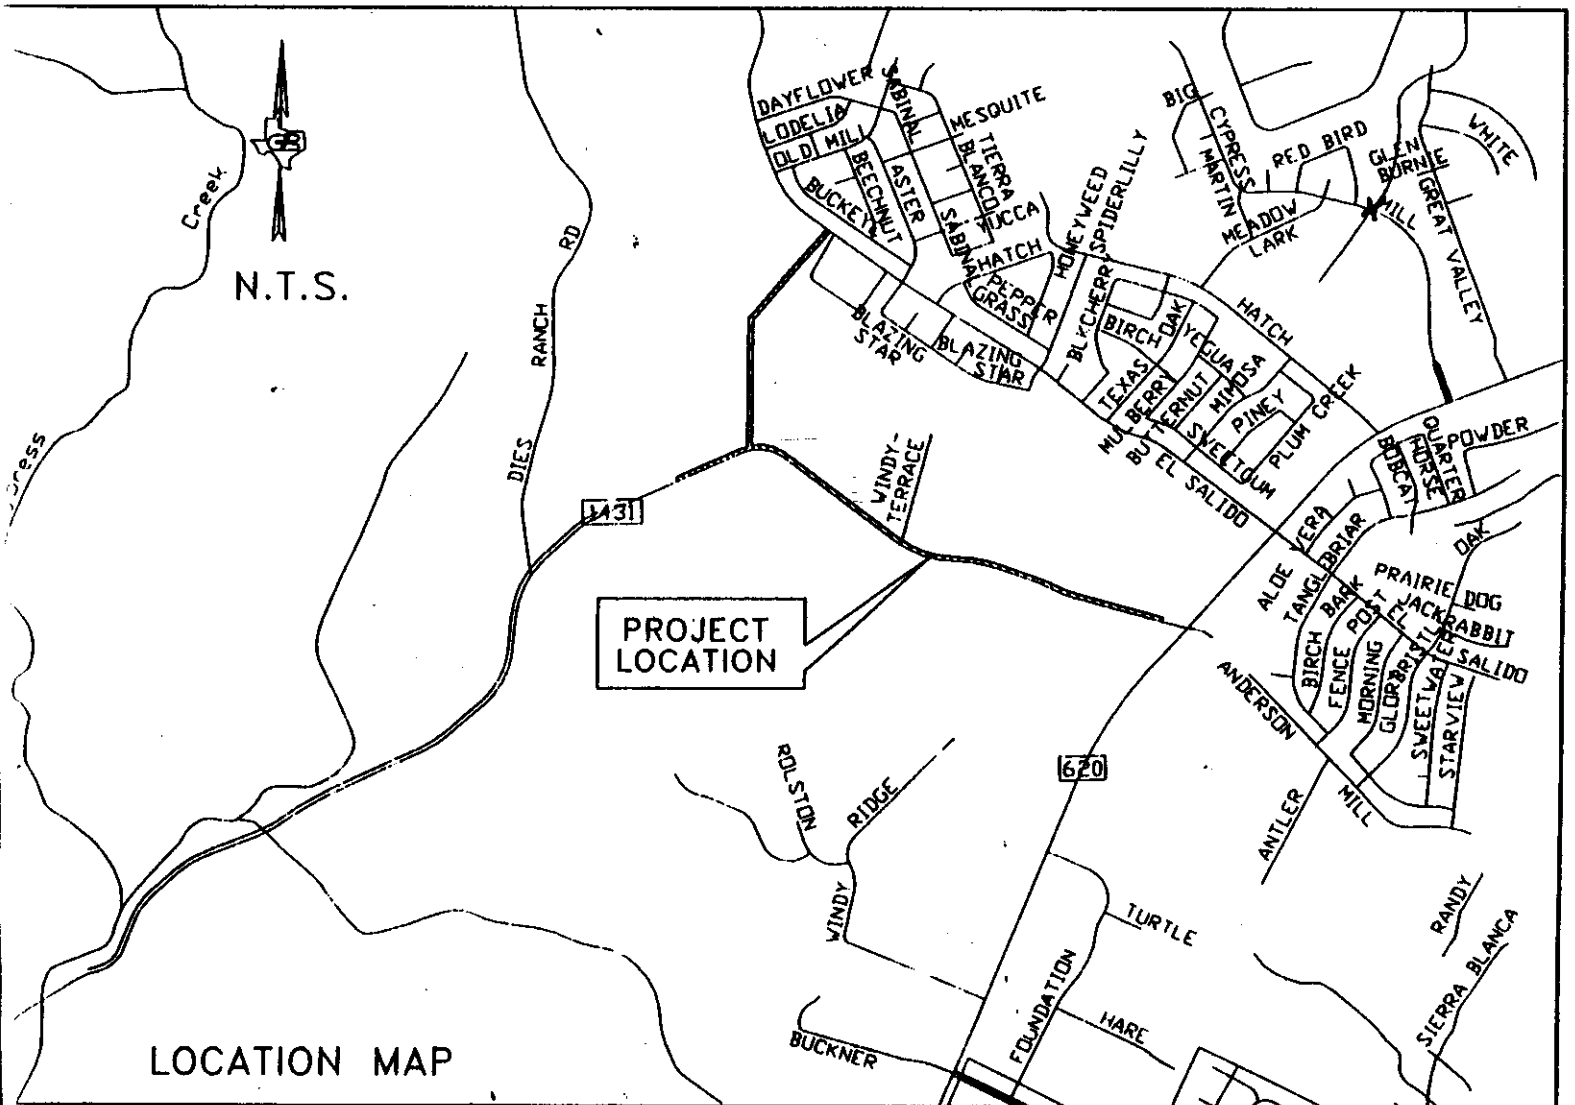 DAYFLOWER
LODELIA
OLD MILL
BUCKEYE
BEECHNUT
ASTER
SABINAL
MESQUITE
TIERRA
BLANCO
YUCCA
SABINAL
HATCH
PEPPER
GRASS
HONEYWEED
SPIDERLILLY
BLKCHERR
BIG
CYPRESS
MARTIN
RED BIRD
MEADOW
LARK
GLEN
BURNIE
MILL
WHITE
GREAT VALLEY
Creek
N.T.S.
DIES RANCH RD
BLAZING
STAR
BLAZING
STAR
BIRCH
OAK
YEGUA
HATCH
TEXAS
MULBERRY
BUTTERNUT
MIMOSA
SWEETGUM
PINEY
PLUM CREEK
EL SALIDO
QUARTER
HORSE
BOBCAT
POWDER
1431
WINDY-
TERRACE
ALOE VERA
TANGLEBRIAR
OAK
PRAIRIE DOG
JACKRABBIT
EL SALIDO
BIRCH BARK
FENCE POST
MORNING
GLOR
BRISTL
SWEETWATER
STARVIEW
PROJECT
LOCATION
ANDERSON MILL
620
ROLSTON
WINDY RIDGE
ANTLER
RANDY
TURTLE
SIERRA BLANCA
FOUNDATION
HARE
BUCKNER
LOCATION MAP